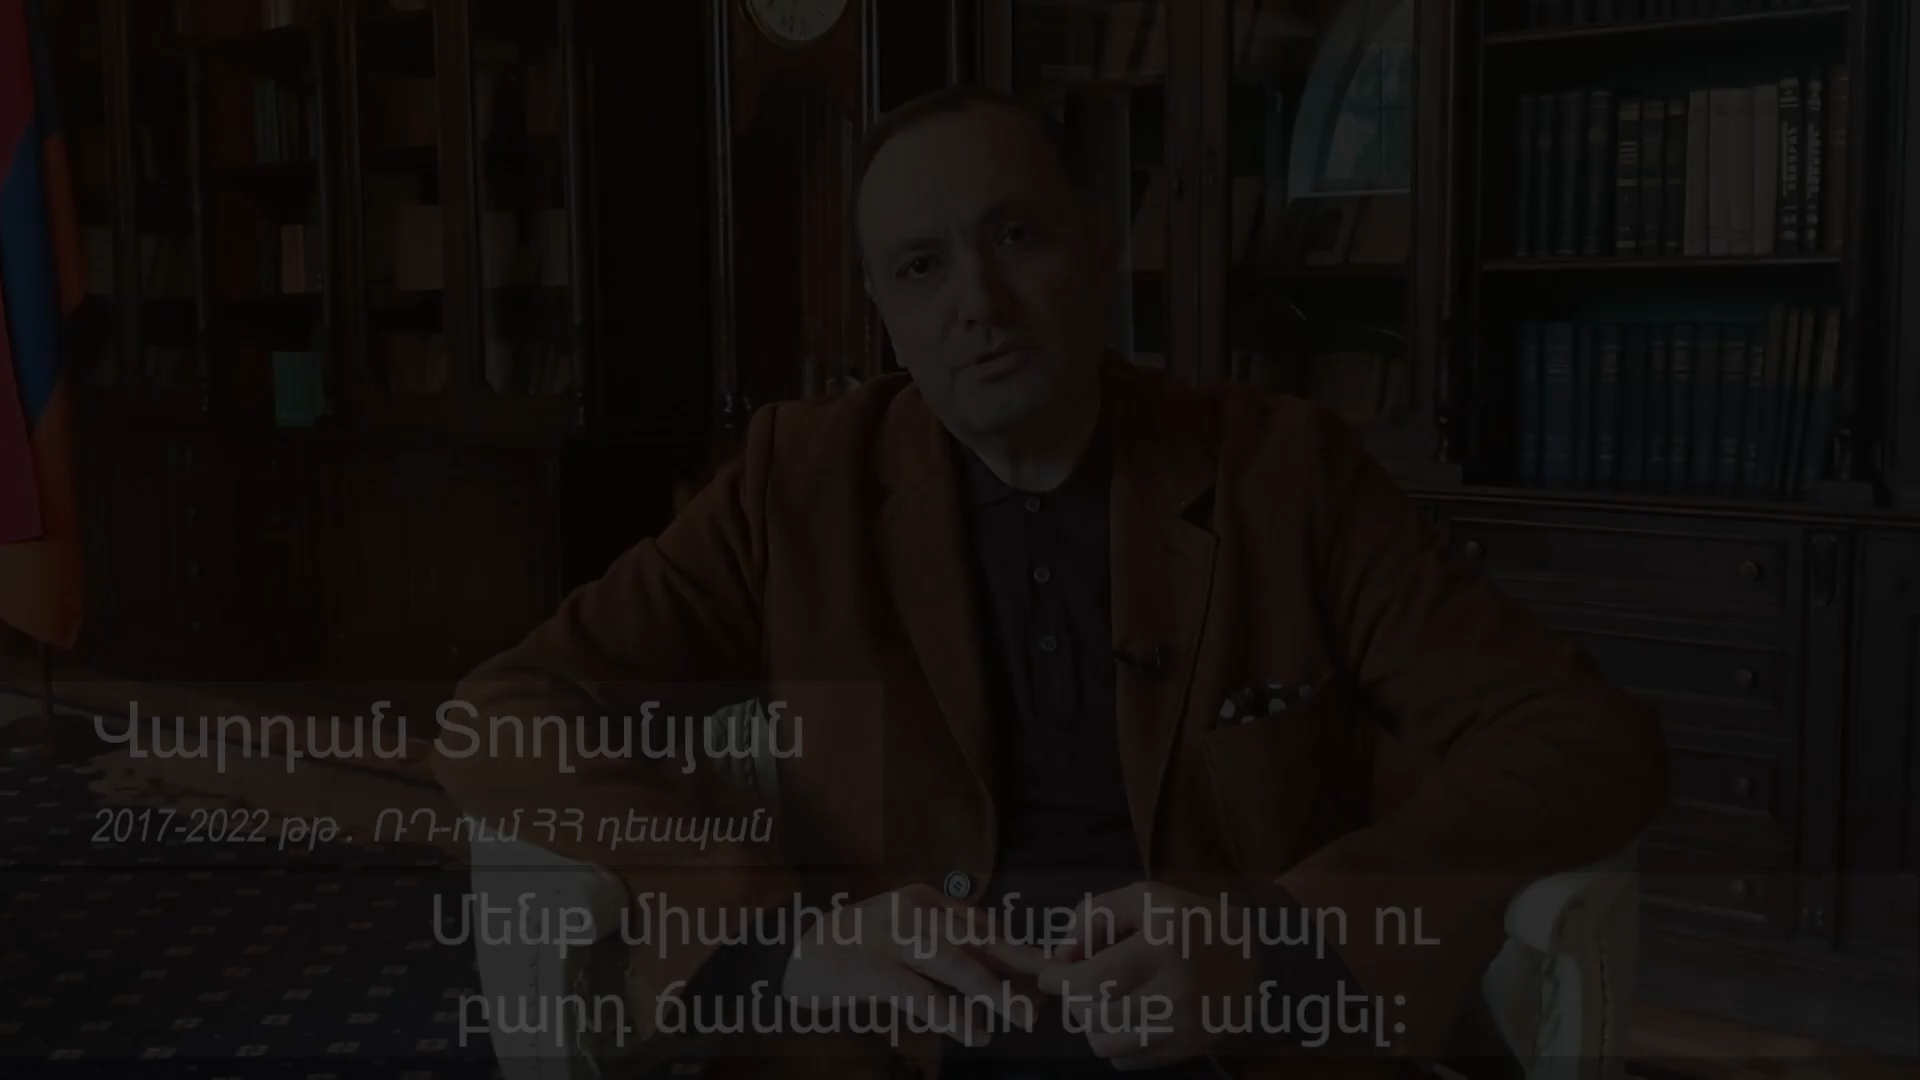 Վարդան Տողանյան
2017-2022 թթ․ ՌԴ-ում ՀՀ դեսպան
Մենք միասին կյանքի երկար ու
բարդ ճանապարհ ենք անցել: